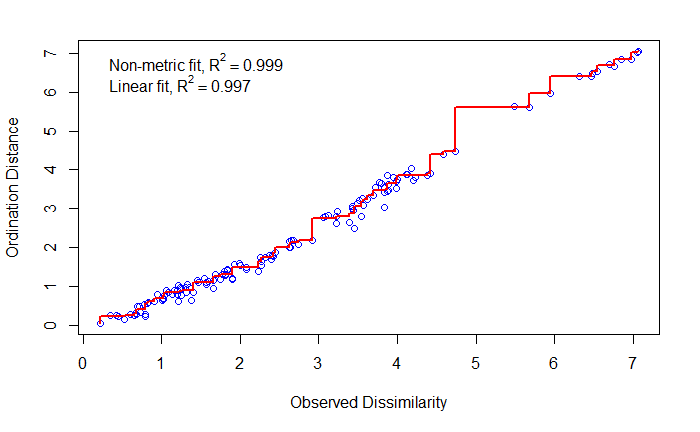 Non-metric fit, R² = 0.999
Linear fit, R² = 0.997
Ordination Distance
7
6
5
4
3
2
1
0
0 1 2 3 4 5 6 7
Observed Dissimilarity